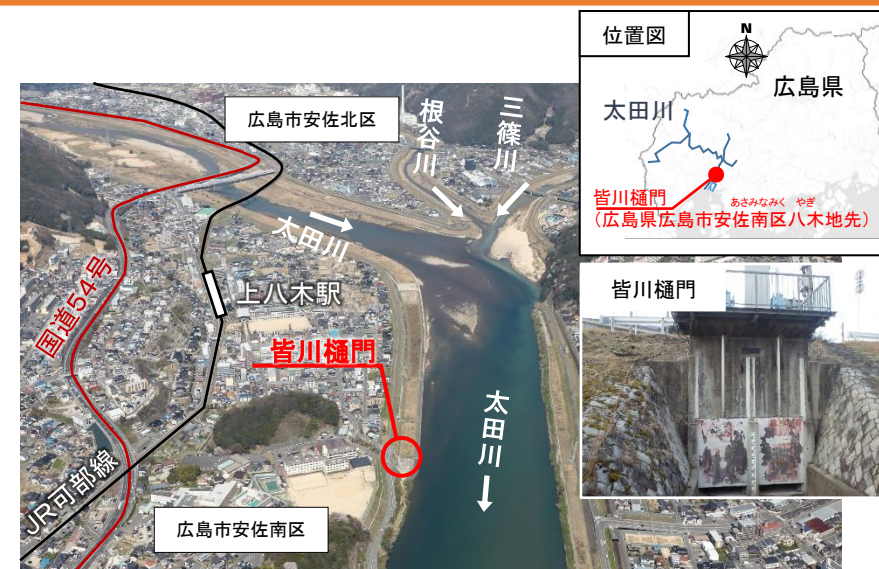 位置図
N
広島県
太田川
皆川樋門
あさみなみく やぎ
(広島県広島市安佐南区八木地先)
広島市安佐北区
根谷川
三篠川
太田川
上八木駅
国道54号
皆川樋門
太田川
JR可部線
広島市安佐南区
皆川樋門